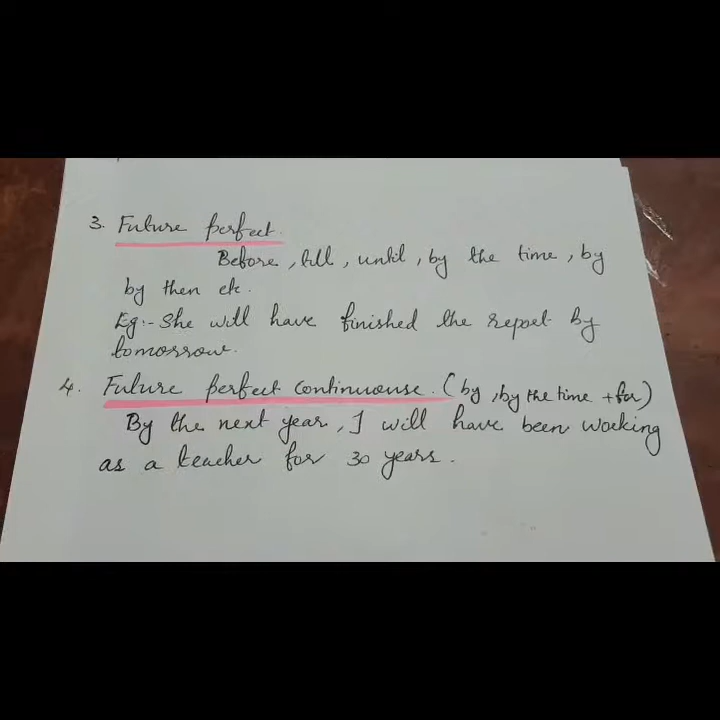 3. Future perfect.
Before, till, until, by the time, by
by then etc.
Eg:- She will have finished the report by
tomorrow.
4. Future perfect continuouse. (by, by the time + for)
By the next year, I will have been working
as a teacher for 30 years.